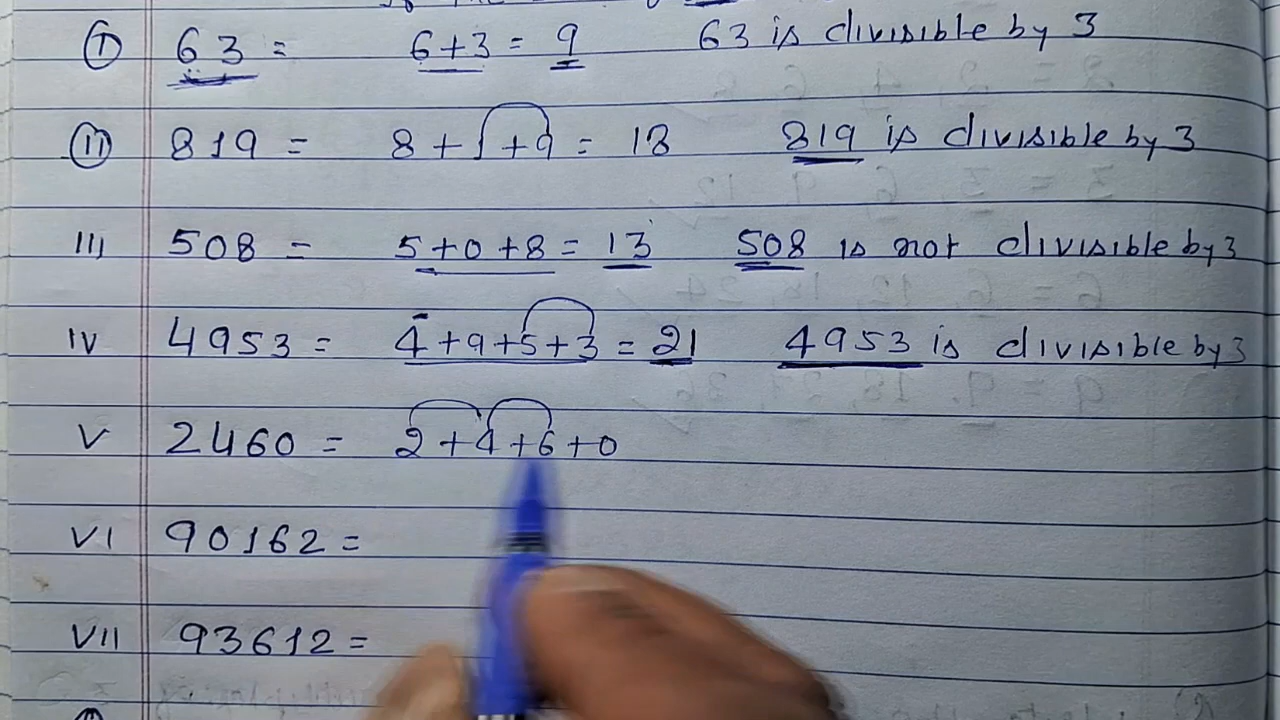 I 63 = 6+3 = 9 63 is divisible by 3
II 819 = 8+1+9 = 18 819 is divisible by 3
III 508 = 5+0+8 = 13 508 is not divisible by 3
IV 4953 = 4+9+5+3 = 21 4953 is divisible by 3
V 2460 = 2+4+6+0
VI 90162 =
VII 93612 =